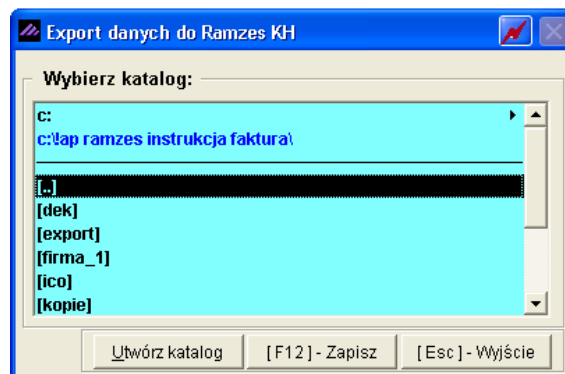 Export danych do Ramzes KH
Wybierz katalog:
c:
c:\!ap ramzes instrukcja faktura\
[..]
[dek]
[export]
[firma_1]
[ico]
[kopie]
Utwórz katalog [F12] - Zapisz [Esc] - Wyjście